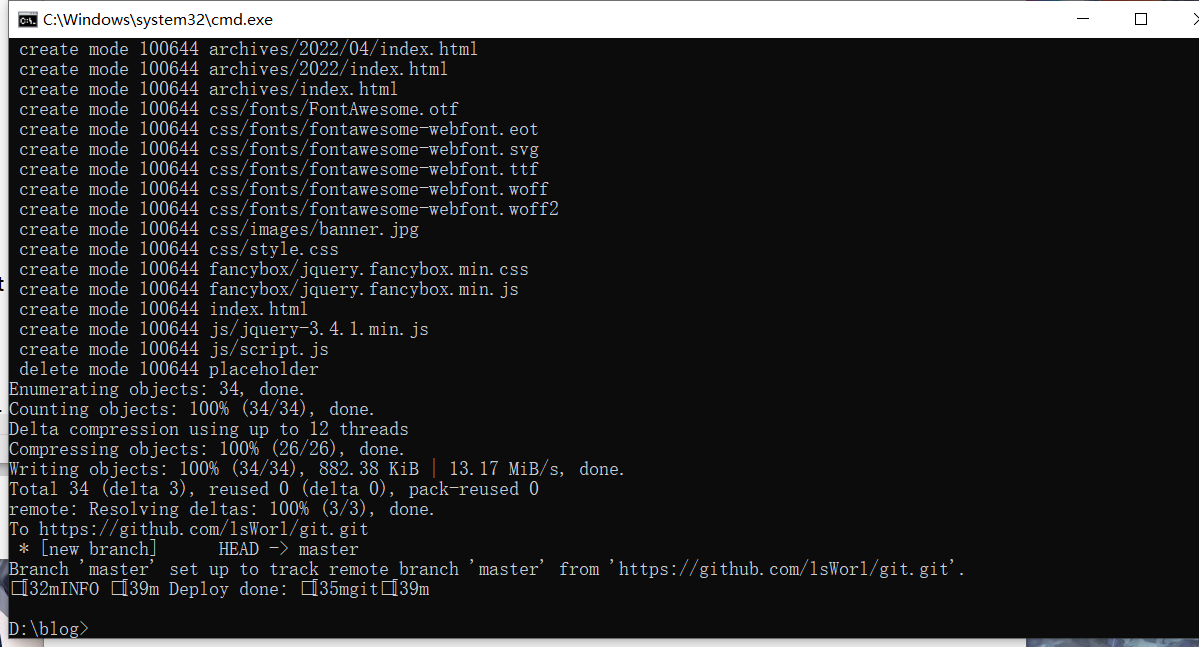 C:\Windows\system32\cmd.exe
create mode 100644 archives/2022/04/index.html
create mode 100644 archives/2022/index.html
create mode 100644 archives/index.html
create mode 100644 css/fonts/FontAwesome.otf
create mode 100644 css/fonts/fontawesome-webfont.eot
create mode 100644 css/fonts/fontawesome-webfont.svg
create mode 100644 css/fonts/fontawesome-webfont.ttf
create mode 100644 css/fonts/fontawesome-webfont.woff
create mode 100644 css/fonts/fontawesome-webfont.woff2
create mode 100644 css/images/banner.jpg
create mode 100644 css/style.css
create mode 100644 fancybox/jquery.fancybox.min.css
create mode 100644 fancybox/jquery.fancybox.min.js
create mode 100644 index.html
create mode 100644 js/jquery-3.4.1.min.js
create mode 100644 js/script.js
delete mode 100644 placeholder
Enumerating objects: 34, done.
Counting objects: 100% (34/34), done.
Delta compression using up to 12 threads
Compressing objects: 100% (26/26), done.
Writing objects: 100% (34/34), 882.38 KiB | 13.17 MiB/s, done.
Total 34 (delta 3), reused 0 (delta 0), pack-reused 0
remote: Resolving deltas: 100% (3/3), done.
To https://github.com/lsWorl/git.git
* [new branch]      HEAD -> master
Branch 'master' set up to track remote branch 'master' from 'https://github.com/lsWorl/git.git'.
[32mINFO [39m Deploy done: [35mgit[39m
D:\blog>